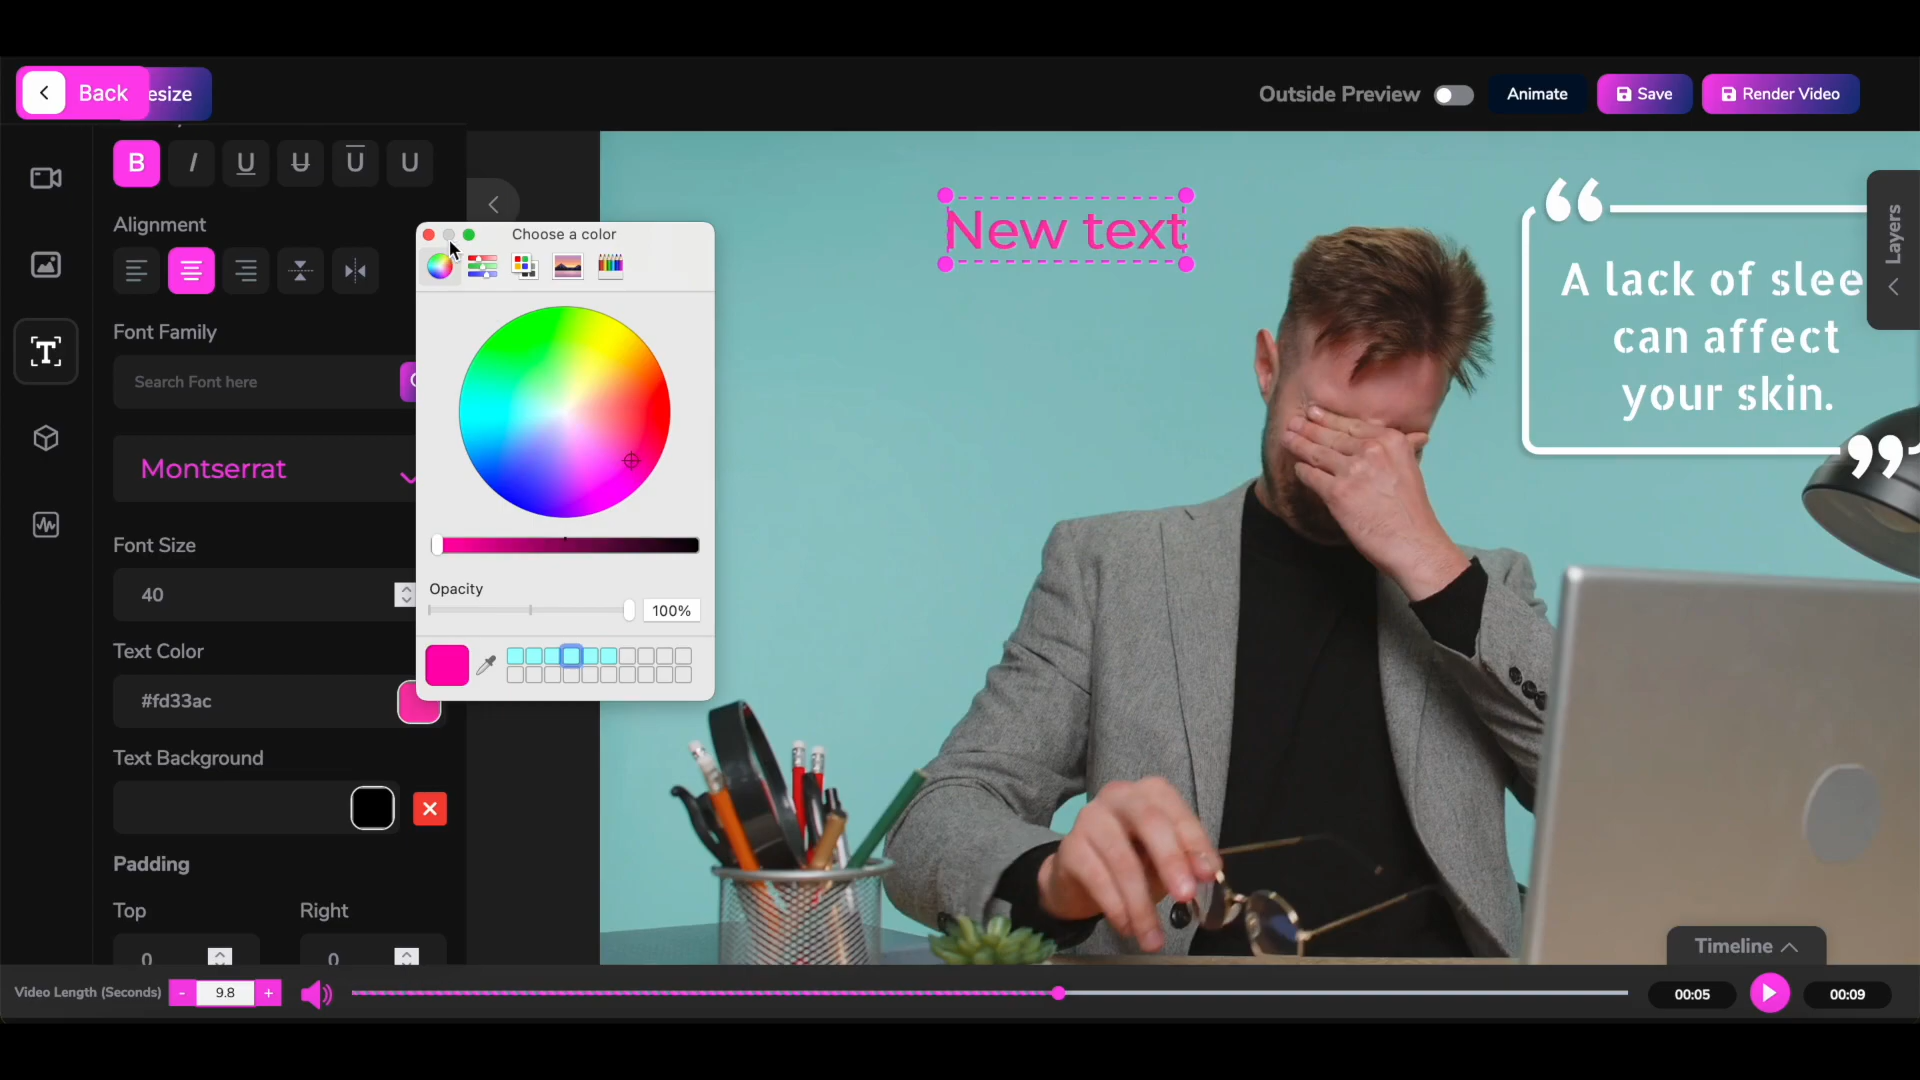 Back
esize
Outside Preview
Animate
Save
Render Video
B I U U U U
Alignment
Font Family
Search Font here
Montserrat
Font Size
40
Text Color
#fd33ac
Text Background
Padding
Top
Right
0
0
Choose a color
Opacity
100%
New text
“
A lack of slee
can affect
your skin.
”
Layers
Timeline
Video Length (Seconds)
-
9.8
+
00:05
00:09